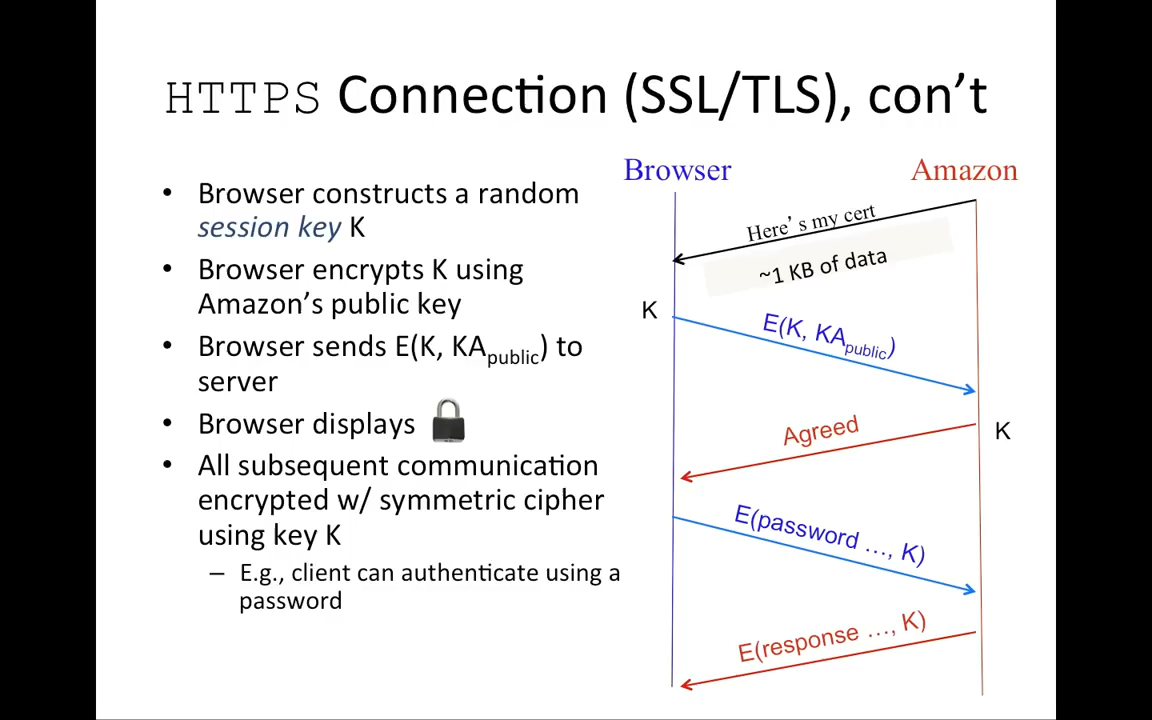 HTTPS Connection (SSL/TLS), con’t
• Browser constructs a random
session key K
• Browser encrypts K using
Amazon’s public key
• Browser sends E(K, KApublic) to
server
• Browser displays
• All subsequent communication
encrypted w/ symmetric cipher
using key K
– E.g., client can authenticate using a
password
Browser
Amazon
Here’s my cert
~1 KB of data
K
E(K, KApublic)
Agreed
K
E(password …, K)
E(response …, K)